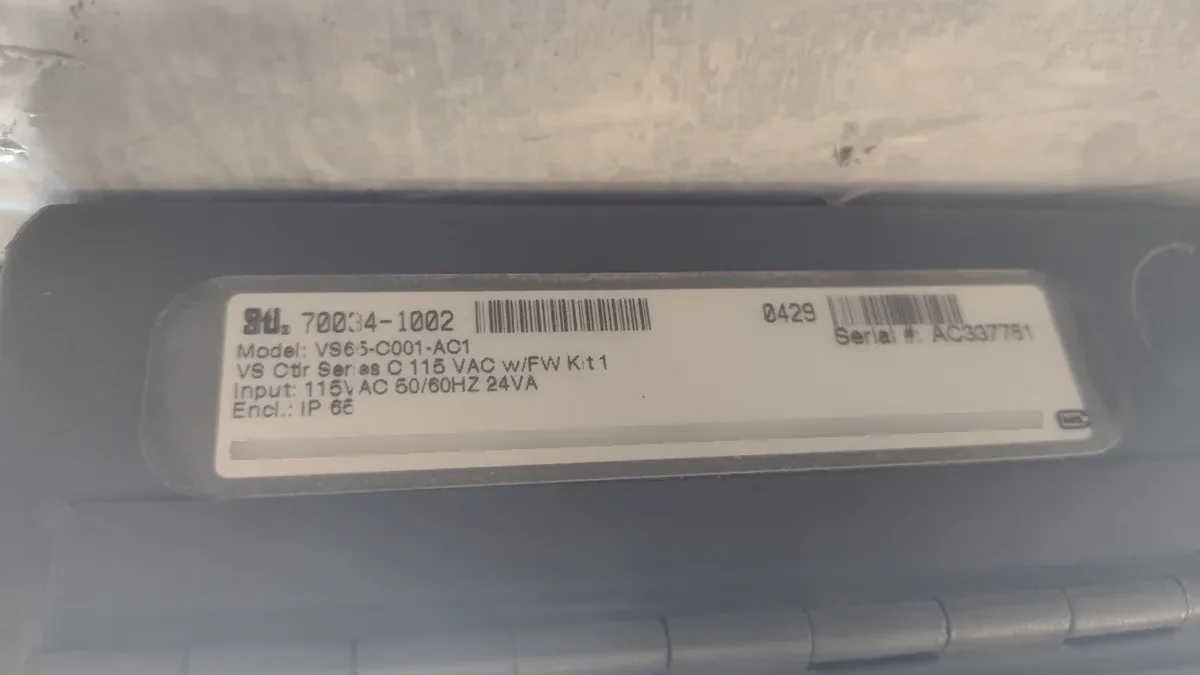 Sti. 70034-1002
0429
Serial #: AC337761
Model: VS65-C001-AC1
VS Ctlr Series C 115 VAC w/FW Kit 1
Input: 115VAC 50/60HZ 24VA
Encl.: IP 66